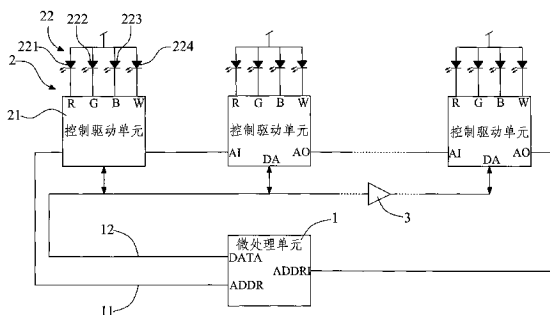 22
222
223
221
224
2
R G B W
R G B W
R G B W
21
控制驱动单元
控制驱动单元
控制驱动单元
AI
DA
AO
AI
DA
AO
3
1
12
微处理单元
DATA
ADDRI
ADDR
11